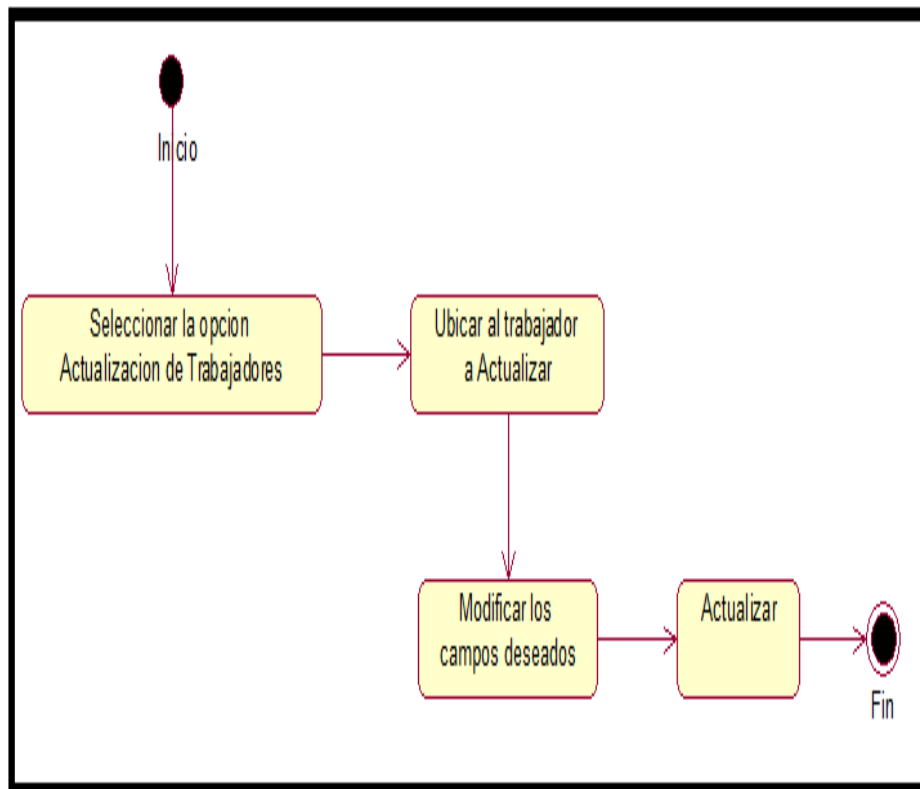 Inicio
Seleccionar la opcion
Actualizacion de Trabajadores
Ubicar al trabajador
a Actualizar
Modificar los
campos deseados
Actualizar
Fin